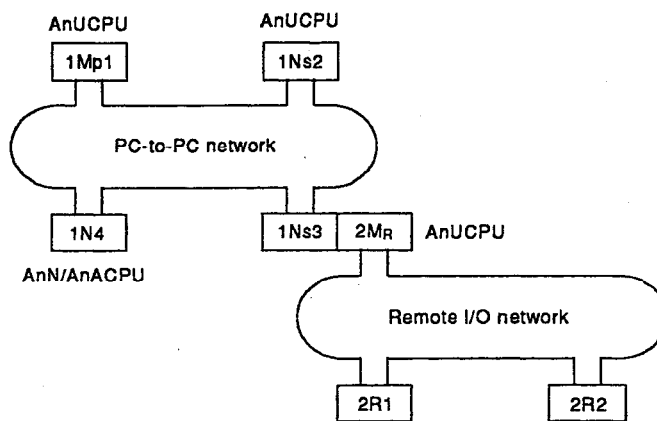 AnUCPU
AnUCPU
1Mp1
1Ns2
PC-to-PC network
1N4
1Ns3
2MR
AnUCPU
AnN/AnACPU
Remote I/O network
2R1
2R2